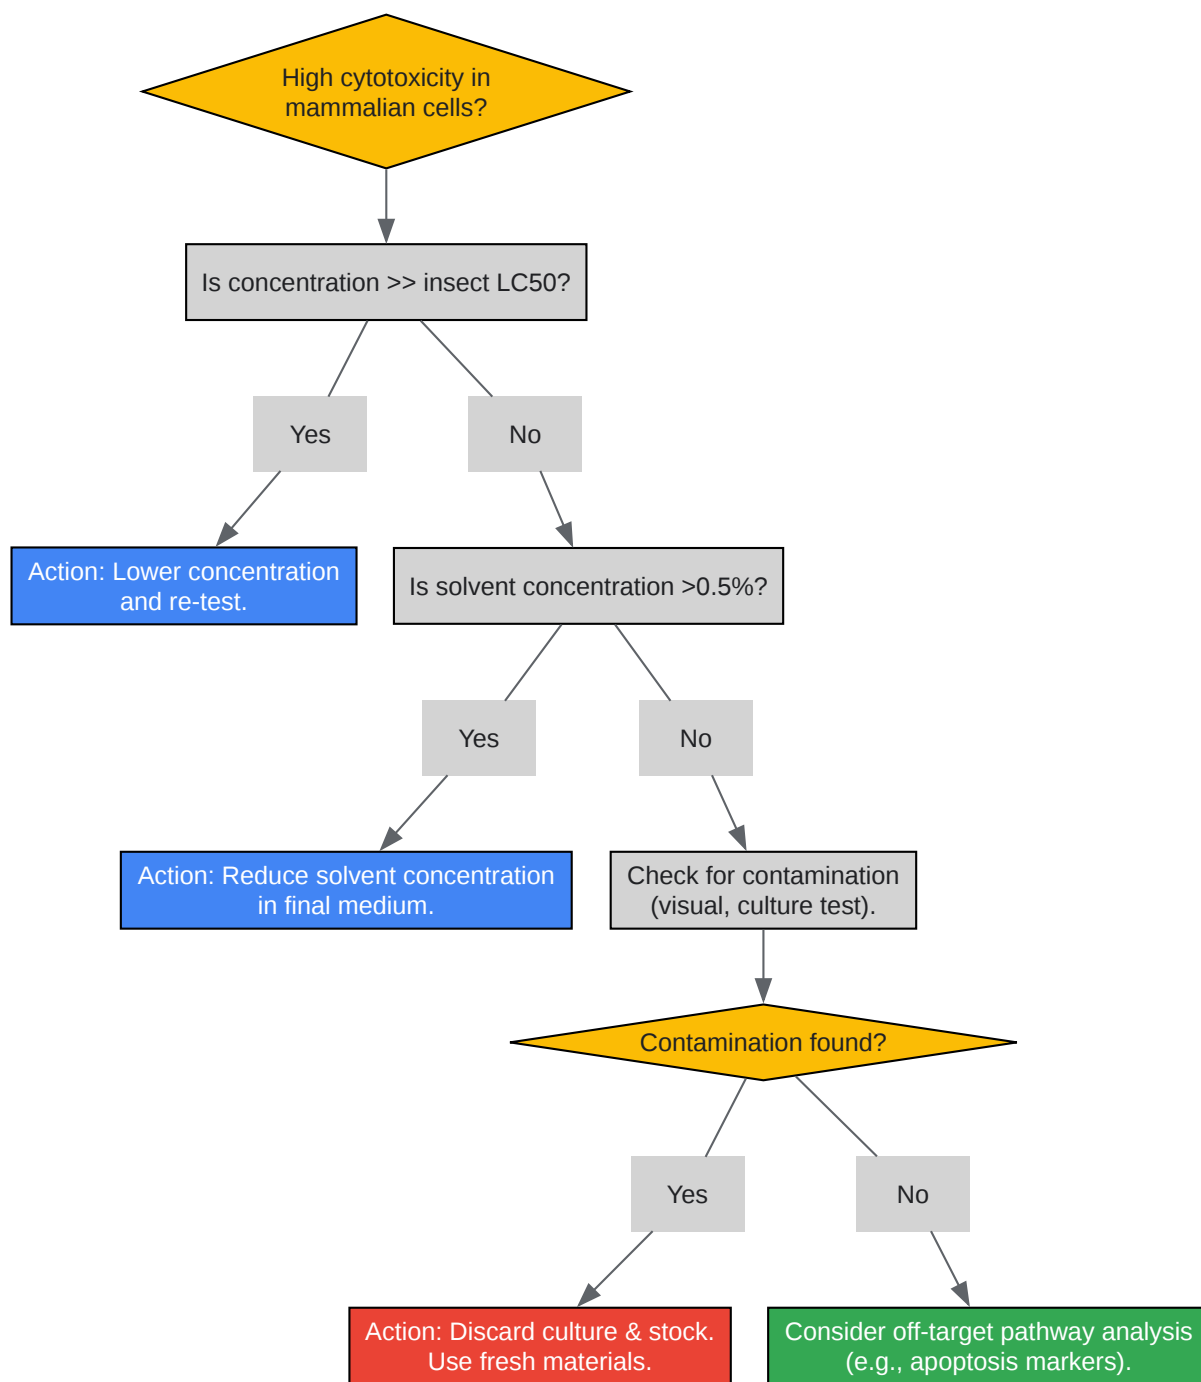 High cytotoxicity in
mammalian cells?
Is concentration >> insect LC50?
Yes
No
Action: Lower concentration
and re-test.
Is solvent concentration >0.5%?
Yes
No
Action: Reduce solvent concentration
in final medium.
Check for contamination
(visual, culture test).
Contamination found?
Yes
No
Action: Discard culture & stock.
Use fresh materials.
Consider off-target pathway analysis
(e.g., apoptosis markers).